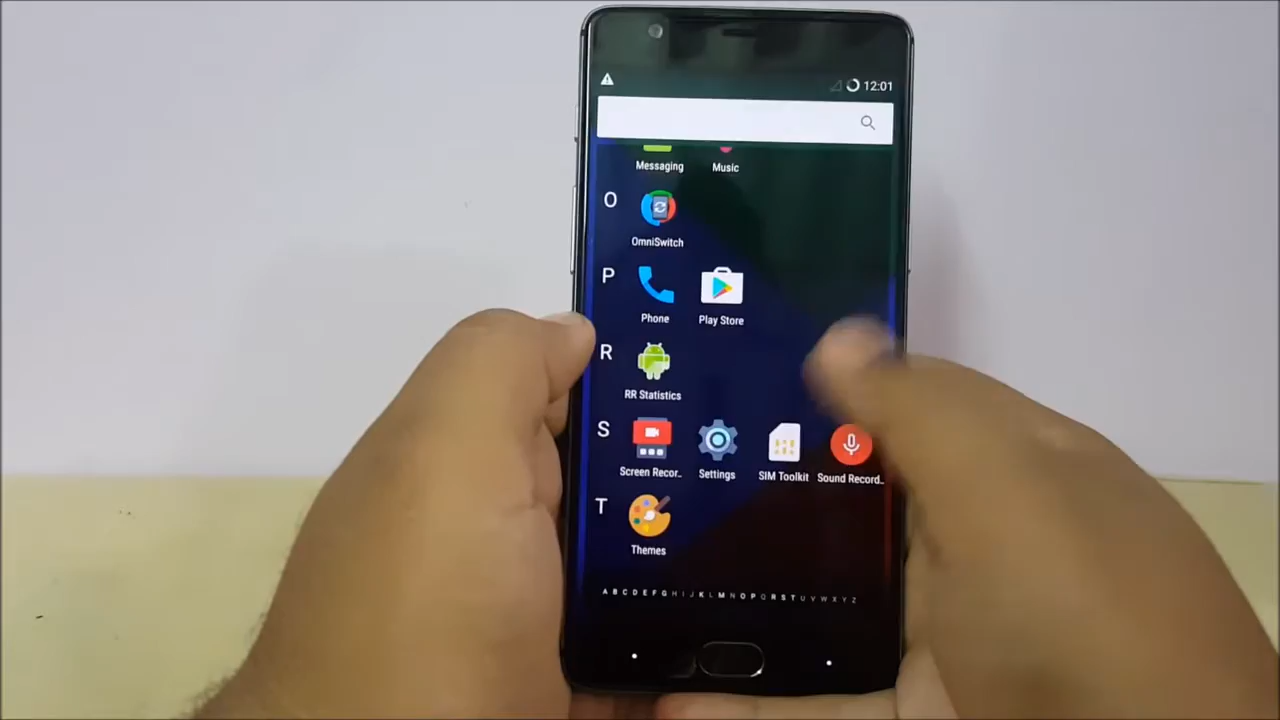 12:01
Messaging Music
O
OmniSwitch
P
Phone Play Store
R
RR Statistics
S
Screen Recor.. Settings SIM Toolkit Sound Record..
T
Themes
A B C D E F G H I J K L M N O P Q R S T U V W X Y Z